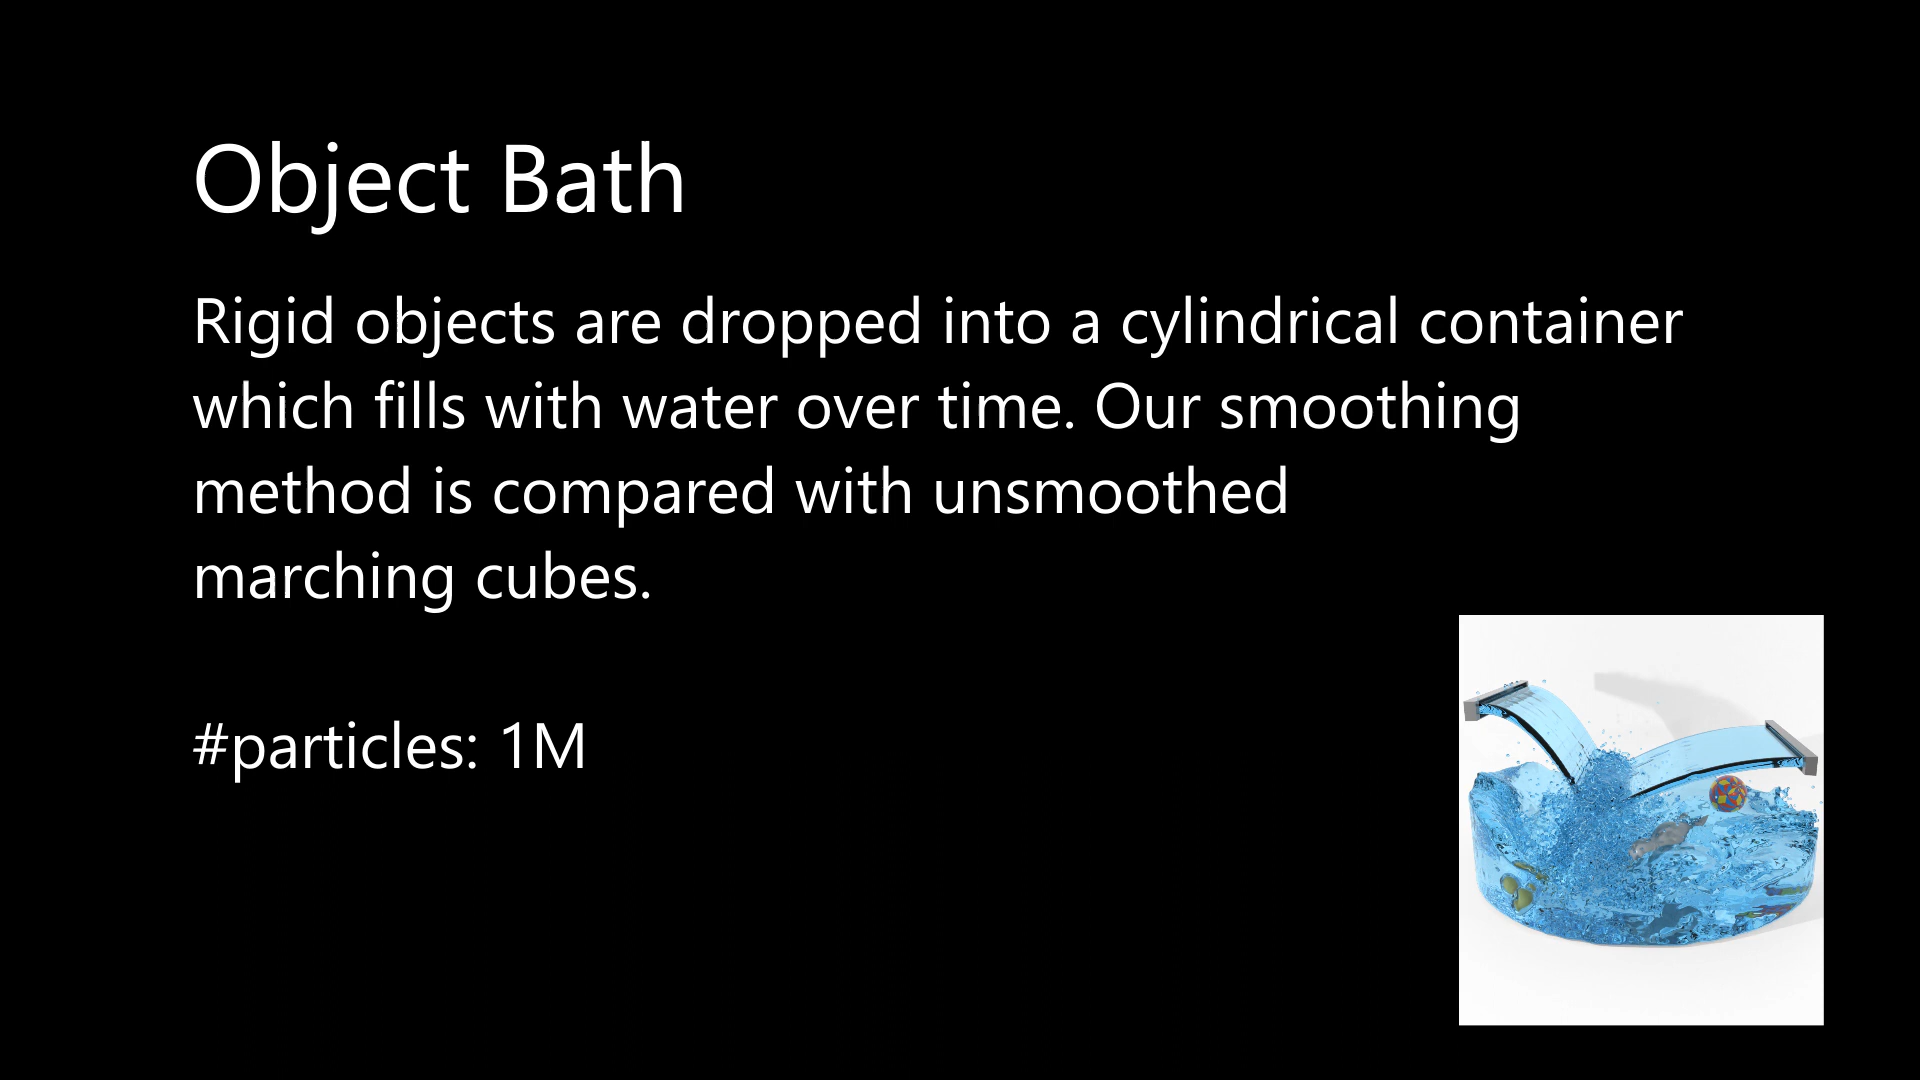 Object Bath
Rigid objects are dropped into a cylindrical container
which fills with water over time. Our smoothing
method is compared with unsmoothed
marching cubes.
#particles: 1M